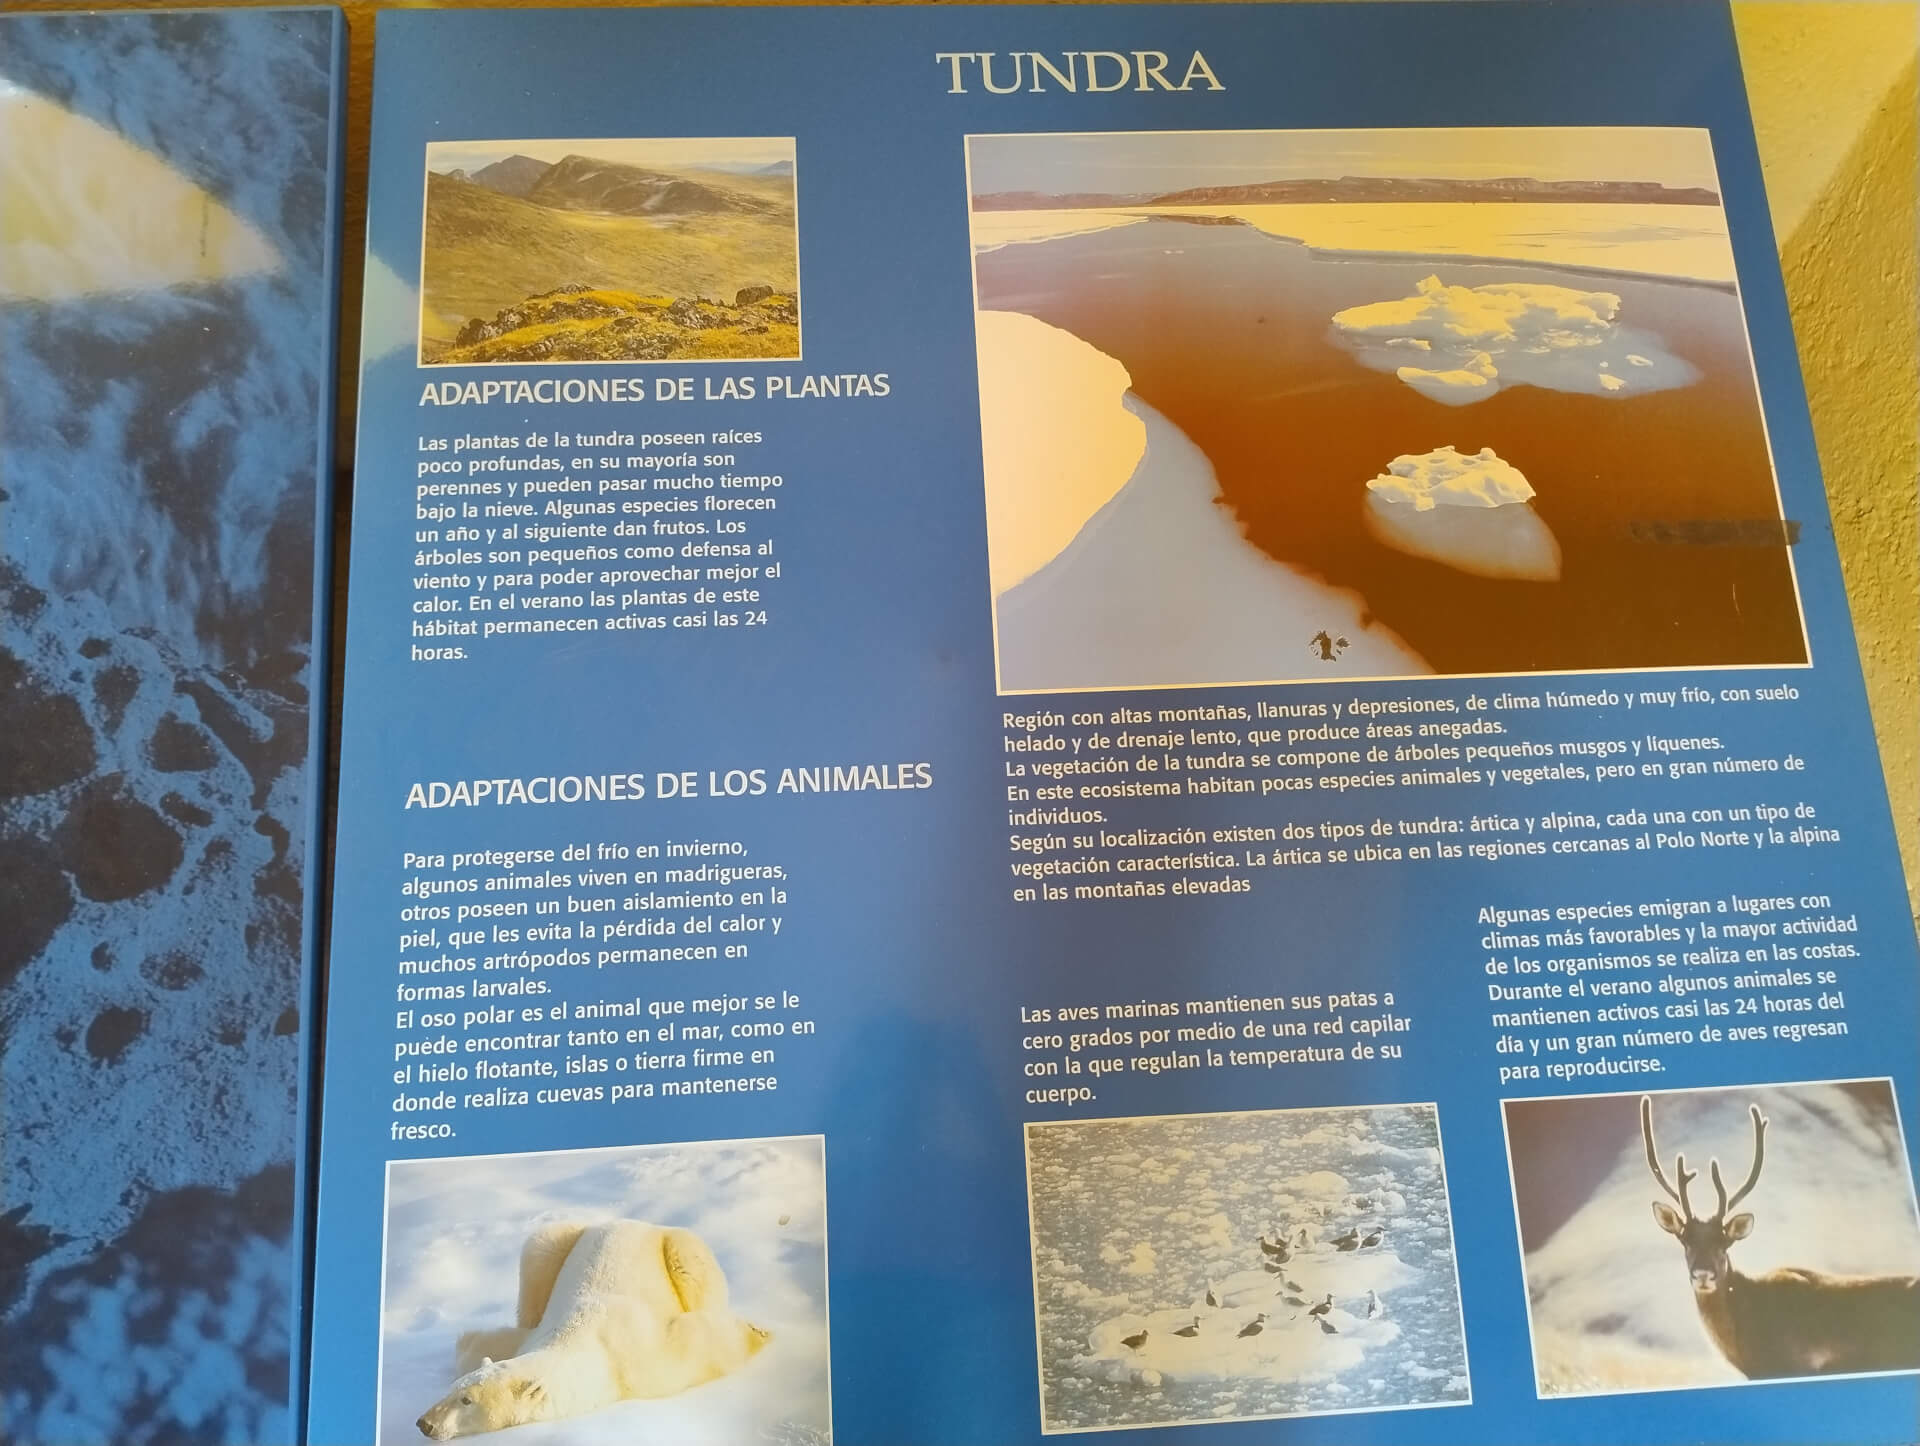 TUNDRA
ADAPTACIONES DE LAS PLANTAS
Las plantas de la tundra poseen raíces
poco profundas, en su mayoría son
perennes y pueden pasar mucho tiempo
bajo la nieve. Algunas especies florecen
un año y al siguiente dan frutos. Los
árboles son pequeños como defensa al
viento y para poder aprovechar mejor el
calor. En el verano las plantas de este
hábitat permanecen activas casi las 24
horas.
ADAPTACIONES DE LOS ANIMALES
Para protegerse del frío en invierno,
algunos animales viven en madrigueras,
otros poseen un buen aislamiento en la
piel, que les evita la pérdida del calor y
muchos artrópodos permanecen en
formas larvales.
El oso polar es el animal que mejor se le
puede encontrar tanto en el mar, como en
el hielo flotante, islas o tierra firme en
donde realiza cuevas para mantenerse
fresco.
Región con altas montañas, llanuras y depresiones, de clima húmedo y muy frío, con suelo
helado y de drenaje lento, que produce áreas anegadas.
La vegetación de la tundra se compone de árboles pequeños musgos y líquenes.
En este ecosistema habitan pocas especies animales y vegetales, pero en gran número de
individuos.
Según su localización existen dos tipos de tundra: ártica y alpina, cada una con un tipo de
vegetación característica. La ártica se ubica en las regiones cercanas al Polo Norte y la alpina
en las montañas elevadas
Las aves marinas mantienen sus patas a
cero grados por medio de una red capilar
con la que regulan la temperatura de su
cuerpo.
Algunas especies emigran a lugares con
climas más favorables y la mayor actividad
de los organismos se realiza en las costas.
Durante el verano algunos animales se
mantienen activos casi las 24 horas del
día y un gran número de aves regresan
para reproducirse.